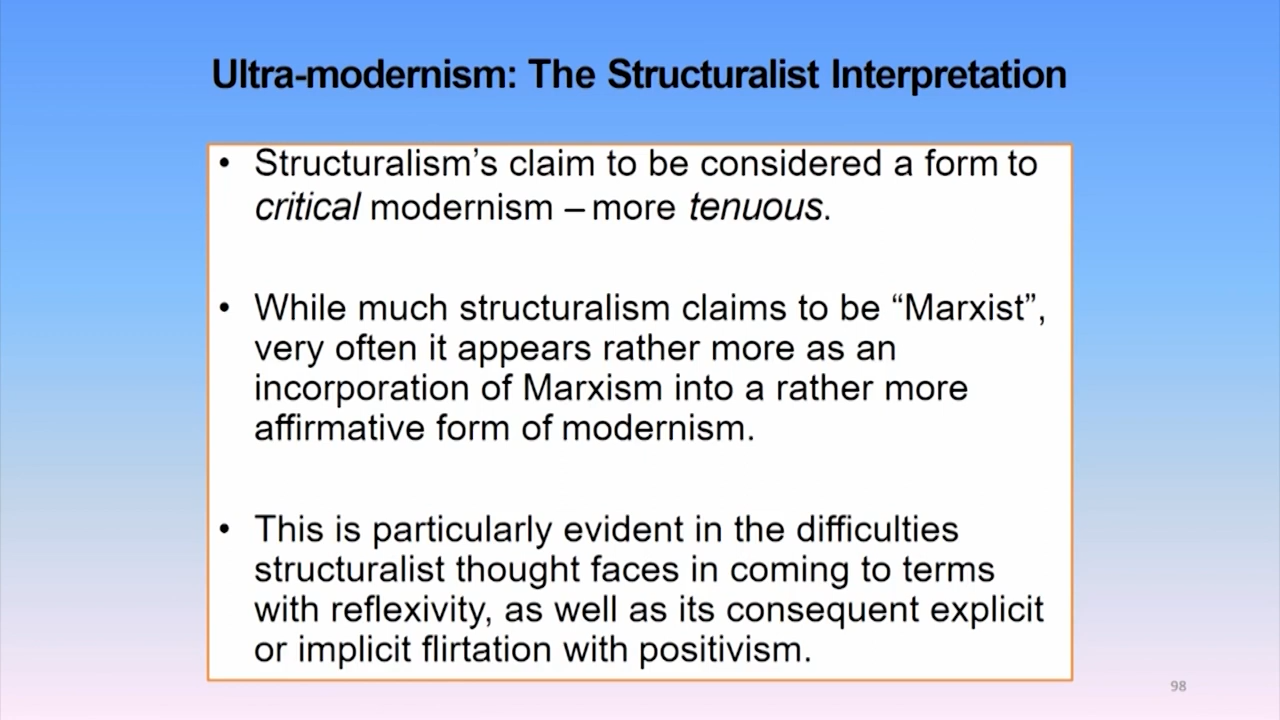 Ultra-modernism: The Structuralist Interpretation
• Structuralism’s claim to be considered a form to
critical modernism – more tenuous.
• While much structuralism claims to be “Marxist”,
very often it appears rather more as an
incorporation of Marxism into a rather more
affirmative form of modernism.
• This is particularly evident in the difficulties
structuralist thought faces in coming to terms
with reflexivity, as well as its consequent explicit
or implicit flirtation with positivism.
98